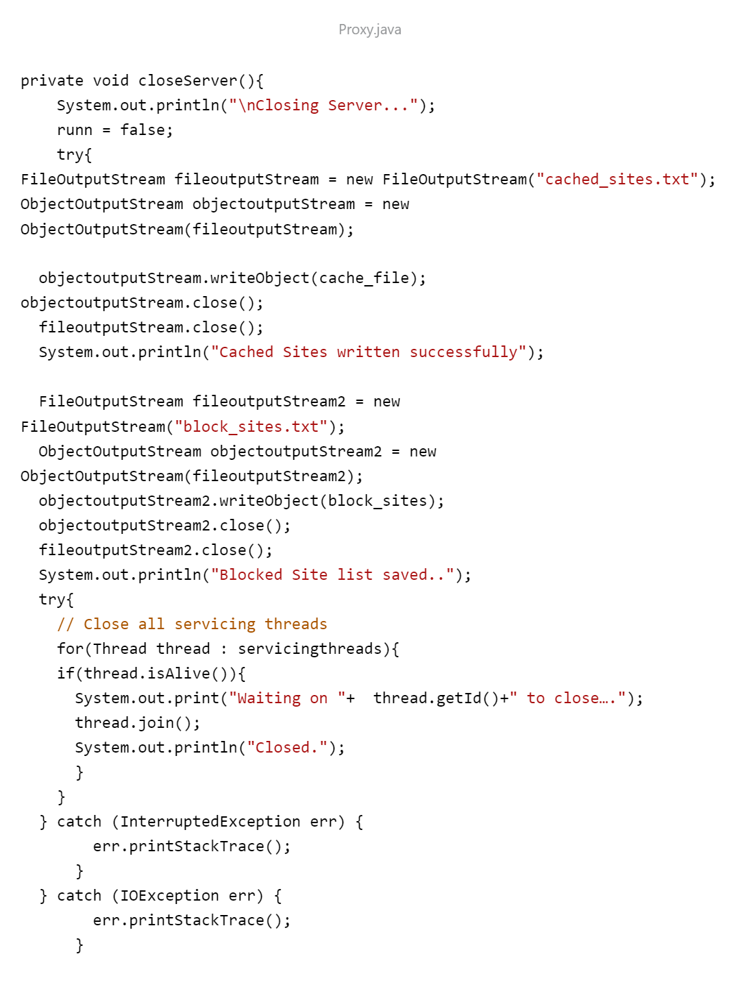 Proxy.java
private void closeServer(){
    System.out.println("\nClosing Server...");
    runn = false;
    try{
FileOutputStream fileoutputStream = new FileOutputStream("cached_sites.txt");
ObjectOutputStream objectoutputStream = new
ObjectOutputStream(fileoutputStream);
  objectoutputStream.writeObject(cache_file);
objectoutputStream.close();
  fileoutputStream.close();
  System.out.println("Cached Sites written successfully");
  FileOutputStream fileoutputStream2 = new
FileOutputStream("block_sites.txt");
  ObjectOutputStream objectoutputStream2 = new
ObjectOutputStream(fileoutputStream2);
  objectoutputStream2.writeObject(block_sites);
  objectoutputStream2.close();
  fileoutputStream2.close();
  System.out.println("Blocked Site list saved..");
  try{
    // Close all servicing threads
    for(Thread thread : servicingthreads){
    if(thread.isAlive()){
      System.out.print("Waiting on "+  thread.getId()+" to close….");
      thread.join();
      System.out.println("Closed.");
      }
    }
  } catch (InterruptedException err) {
        err.printStackTrace();
      }
  } catch (IOException err) {
        err.printStackTrace();
      }